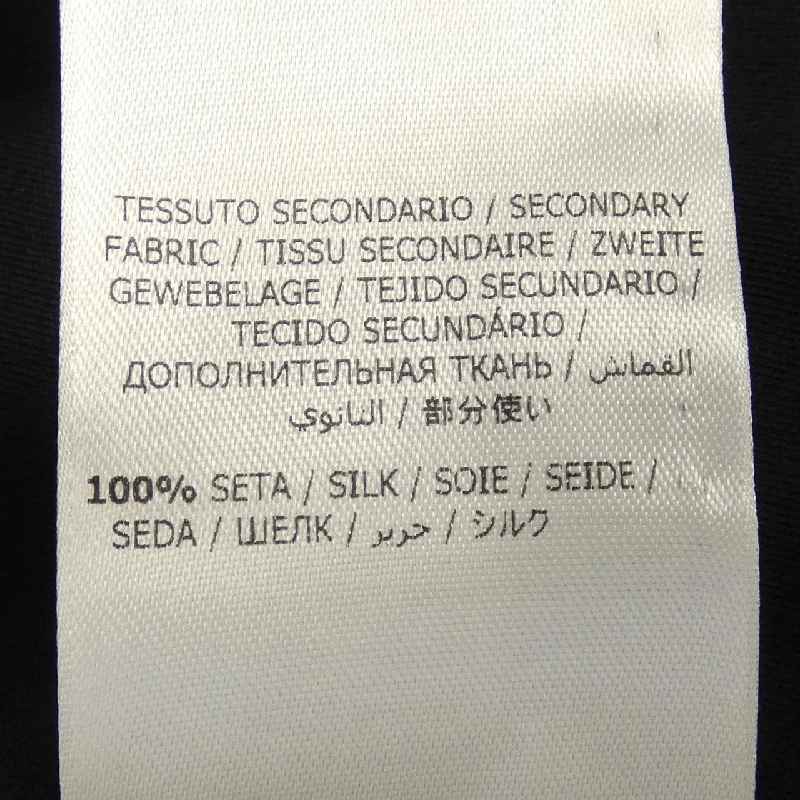 TESSUTO SECONDARIO / SECONDARY
FABRIC / TISSU SECONDAIRE / ZWEITE
GEWEBELAGE / TEJIDO SECUNDARIO /
TECIDO SECUNDÁRIO /
ДОПОЛНИТЕЛЬНАЯ ТКАНЬ / القماش
الثانوي / 部分使い
100% SETA / SILK / SOIE / SEIDE /
SEDA / ШЕЛК / حرير / シルク